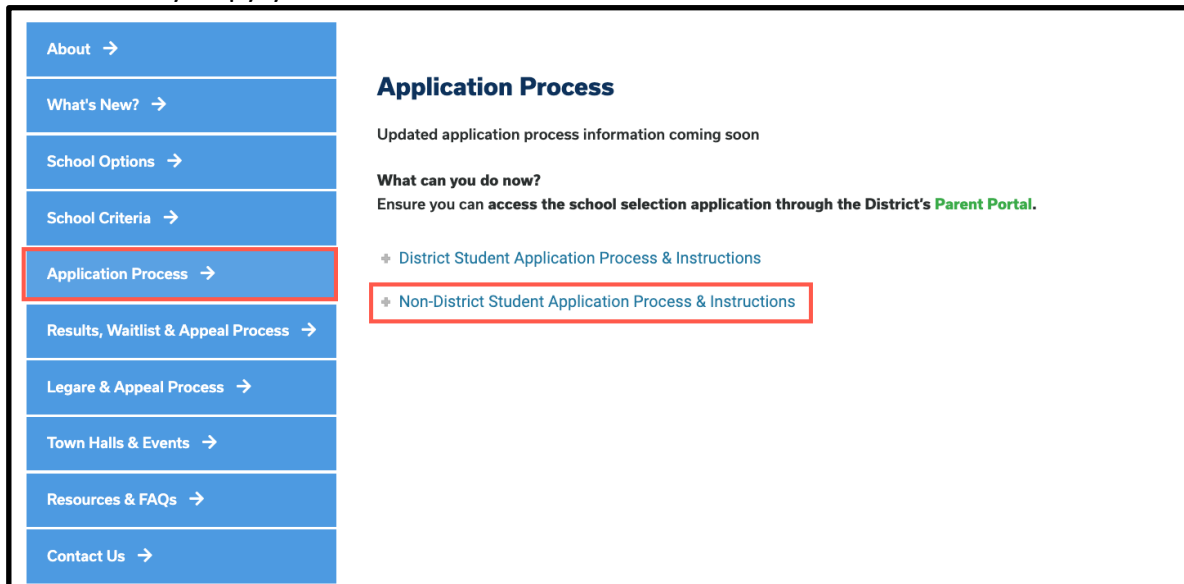 About →
What's New? →
School Options →
School Criteria →
Application Process →
Results, Waitlist & Appeal Process →
Legare & Appeal Process →
Town Halls & Events →
Resources & FAQs →
Contact Us →
Application Process
Updated application process information coming soon
What can you do now?
Ensure you can access the school selection application through the District's Parent Portal.
District Student Application Process & Instructions
Non-District Student Application Process & Instructions